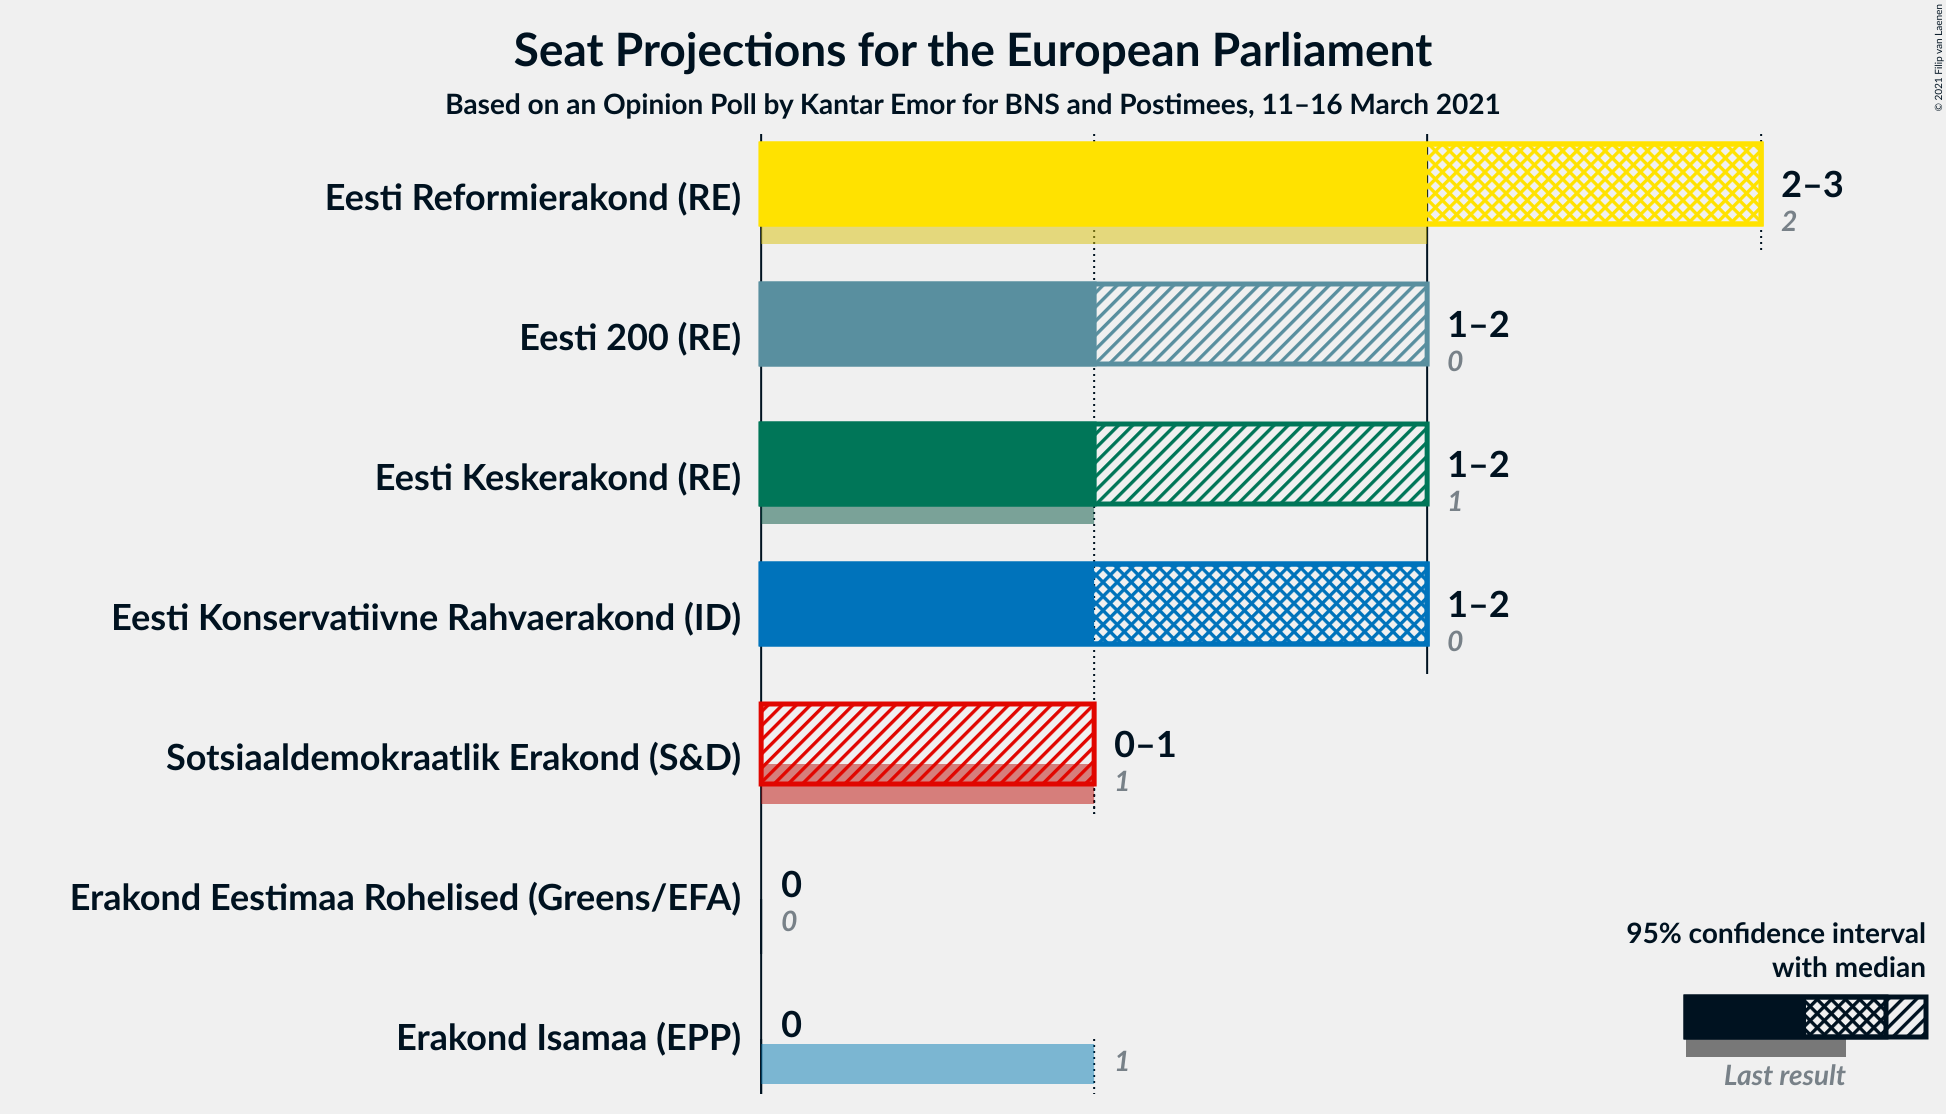 Seat Projections for the European Parliament
Based on an Opinion Poll by Kantar Emor for BNS and Postimees, 11–16 March 2021
© 2021 Filip van Laenen
Eesti Reformierakond (RE)
2–3
2
Eesti 200 (RE)
1–2
0
Eesti Keskerakond (RE)
1–2
1
Eesti Konservatiivne Rahvaerakond (ID)
1–2
0
Sotsiaaldemokraatlik Erakond (S&D)
0–1
1
Erakond Eestimaa Rohelised (Greens/EFA)
0
0
Erakond Isamaa (EPP)
0
1
95% confidence interval
with median
Last result